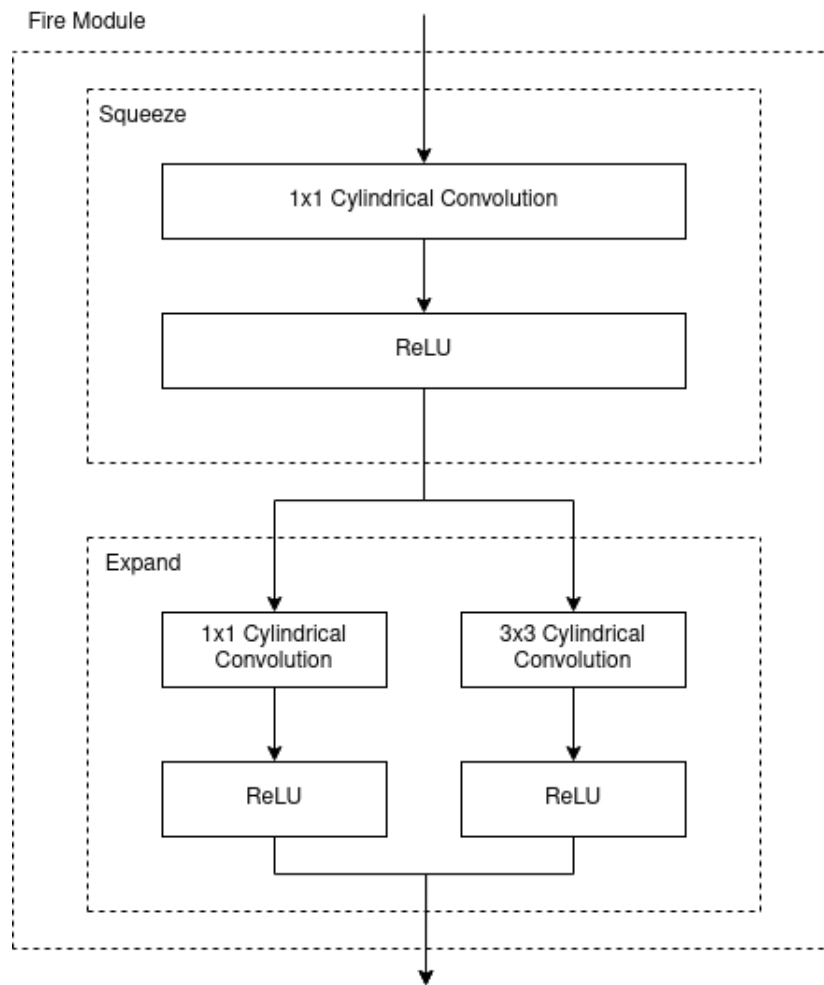 Fire Module
Squeeze
1x1 Cylindrical Convolution
ReLU
Expand
1x1 Cylindrical
Convolution
3x3 Cylindrical
Convolution
ReLU
ReLU